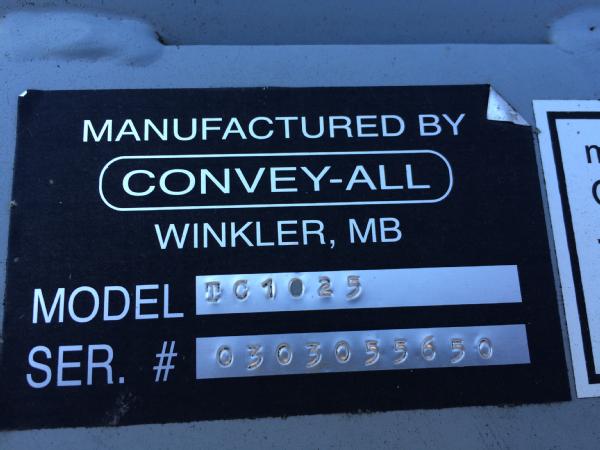 MANUFACTURED BY
CONVEY-ALL
WINKLER, MB
MODEL TC1025
SER. # 0303055650